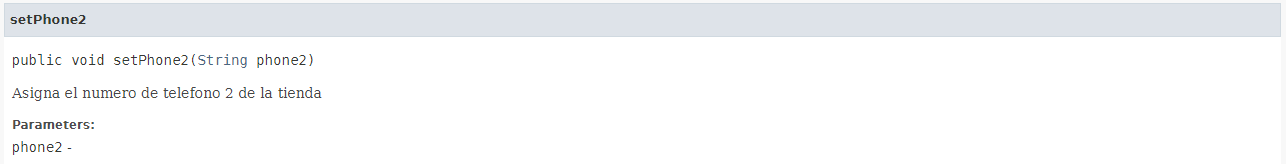 setPhone2
public void setPhone2(String phone2)
Asigna el numero de telefono 2 de la tienda
Parameters:
phone2 -